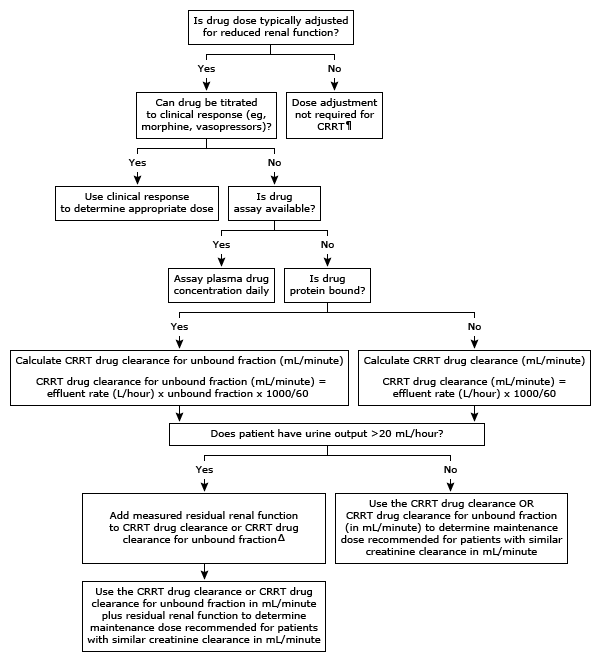 Is drug dose typically adjusted
for reduced renal function?
Yes
No
Can drug be titrated
to clinical response (eg,
morphine, vasopressors)?
Dose adjustment
not required for
CRRT¶
Yes
No
Use clinical response
to determine appropriate dose
Is drug
assay available?
Yes
No
Assay plasma drug
concentration daily
Is drug
protein bound?
Yes
No
Calculate CRRT drug clearance for unbound fraction (mL/minute)
CRRT drug clearance for unbound fraction (mL/minute) =
effluent rate (L/hour) x unbound fraction x 1000/60
Calculate CRRT drug clearance (mL/minute)
CRRT drug clearance (mL/minute) =
effluent rate (L/hour) x 1000/60
Does patient have urine output >20 mL/hour?
Yes
No
Add measured residual renal function
to CRRT drug clearance or CRRT drug
clearance for unbound fractionΔ
Use the CRRT drug clearance OR
CRRT drug clearance for unbound fraction
(in mL/minute) to determine maintenance
dose recommended for patients with similar
creatinine clearance in mL/minute
Use the CRRT drug clearance or CRRT drug
clearance for unbound fraction in mL/minute
plus residual renal function to determine
maintenance dose recommended for patients
with similar creatinine clearance in mL/minute